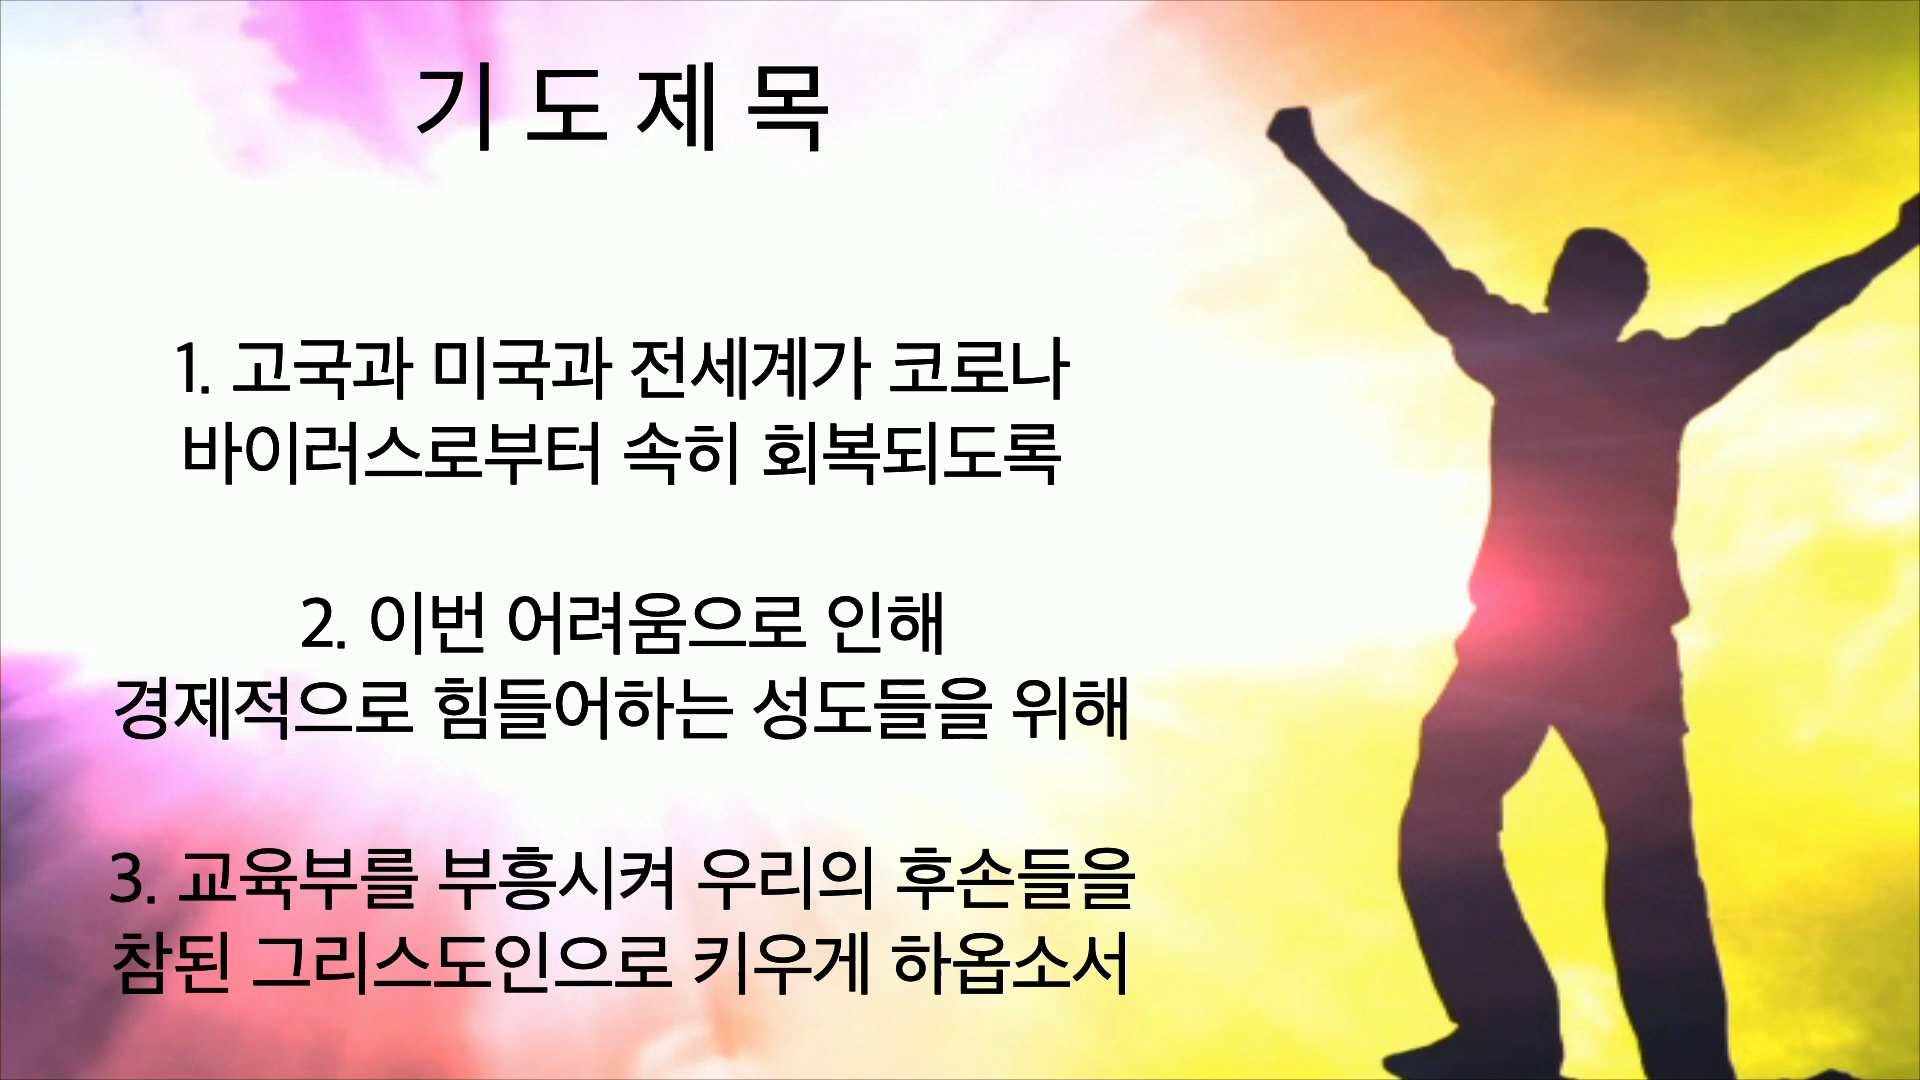 기 도 제 목
1. 고국과 미국과 전세계가 코로나
바이러스로부터 속히 회복되도록
2. 이번 어려움으로 인해
경제적으로 힘들어하는 성도들을 위해
3. 교육부를 부흥시켜 우리의 후손들을
참된 그리스도인으로 키우게 하옵소서